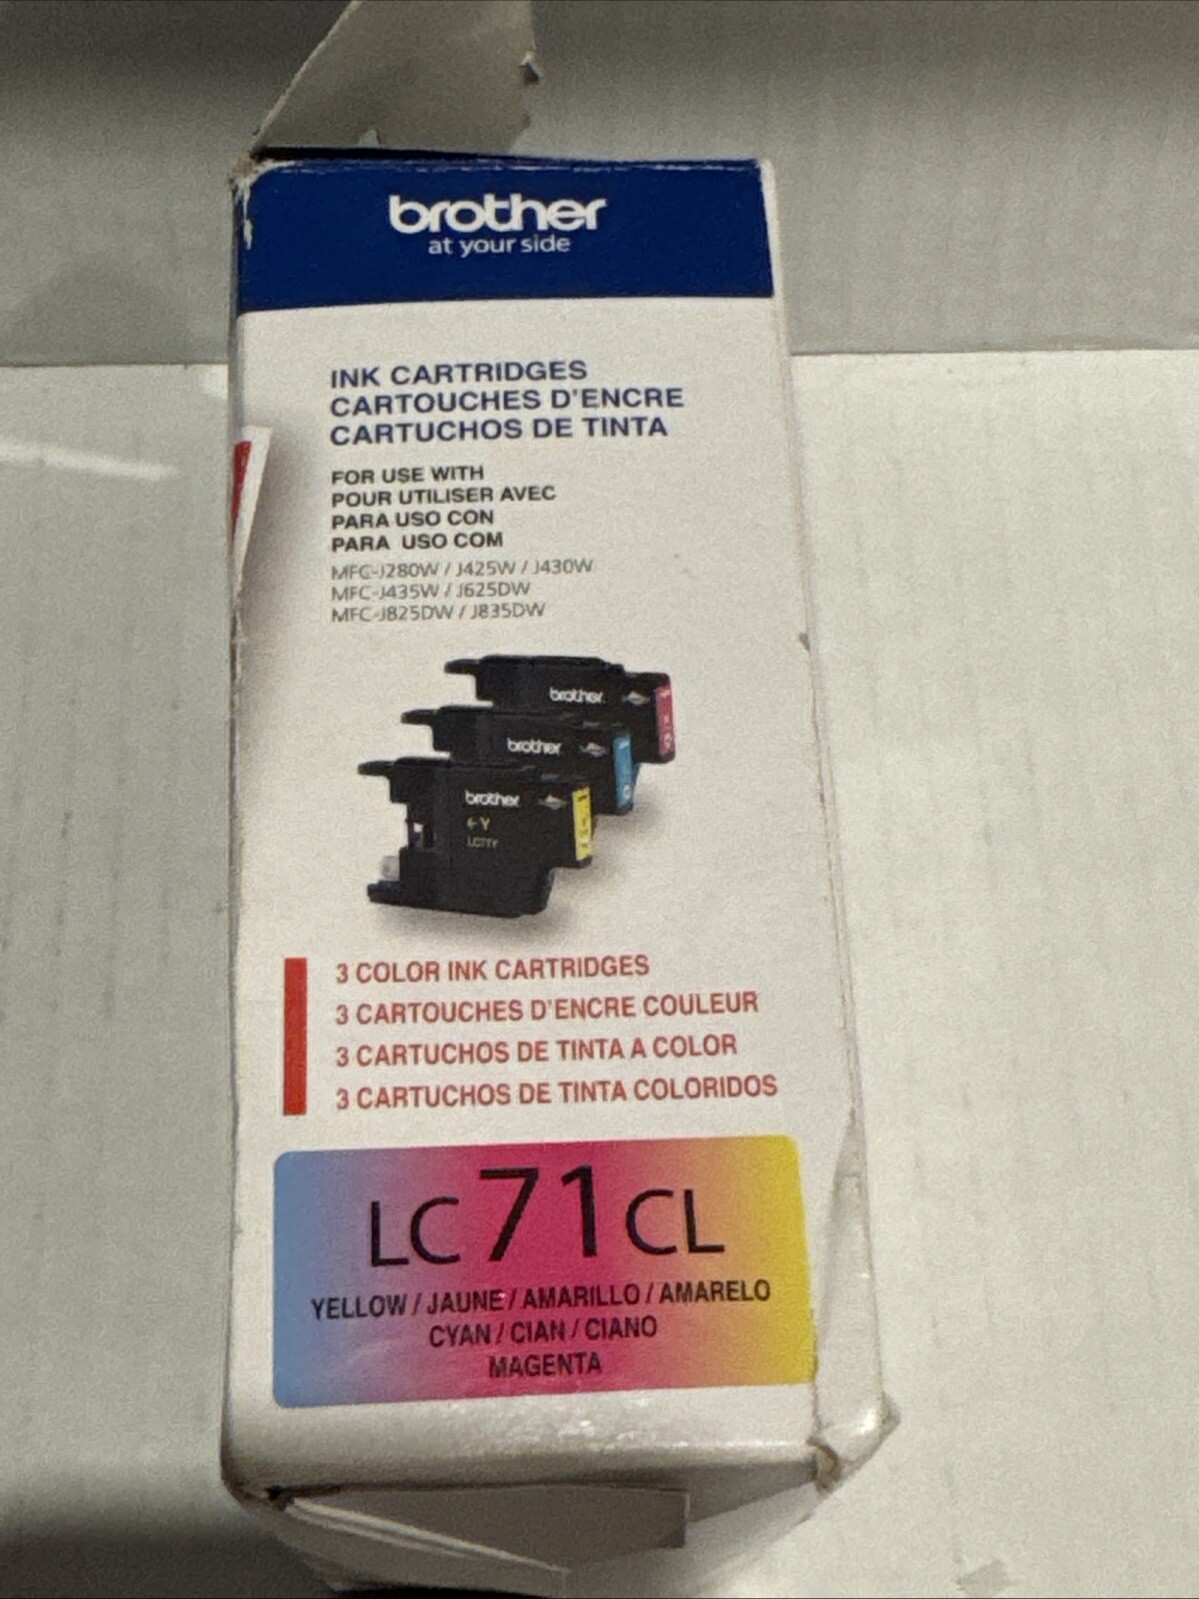 brother
at your side
INK CARTRIDGES
CARTOUCHES D'ENCRE
CARTUCHOS DE TINTA
FOR USE WITH
POUR UTILISER AVEC
PARA USO CON
PARA USO COM
MFC-J280W / J425W / J430W
MFC-J435W / J625DW
MFC-J825DW / J835DW
brother
brother
brother
←Y
LC71Y
3 COLOR INK CARTRIDGES
3 CARTOUCHES D'ENCRE COULEUR
3 CARTUCHOS DE TINTA A COLOR
3 CARTUCHOS DE TINTA COLORIDOS
LC71CL
YELLOW / JAUNE / AMARILLO / AMARELO
CYAN / CIAN / CIANO
MAGENTA